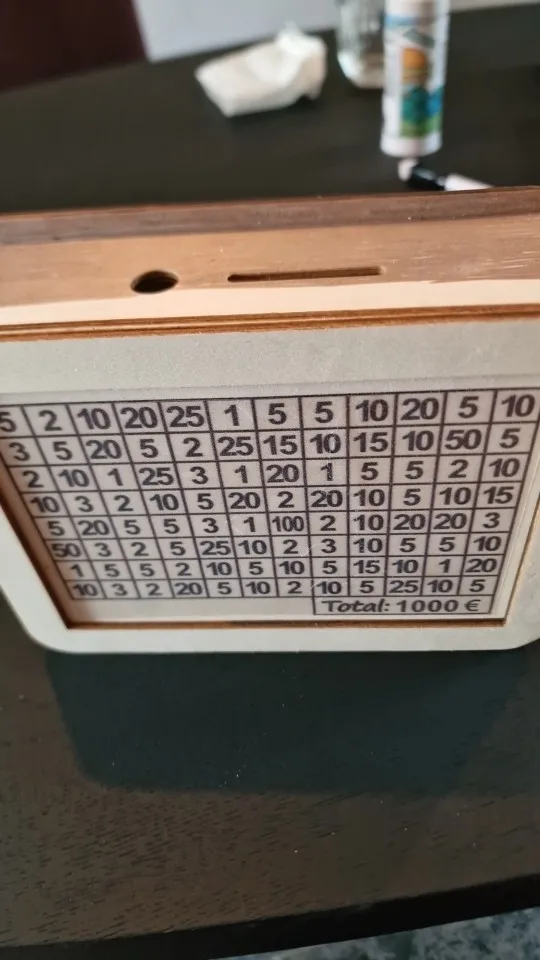 5 2 10 20 25 1 5 5 10 20 5 10
3 5 20 5 2 25 15 10 15 10 50 5
2 10 1 25 3 1 20 1 5 5 2 10
10 3 2 10 5 20 2 20 10 5 10 15
5 20 5 5 3 1 100 2 10 20 20 3
50 3 2 5 25 10 2 3 10 5 5 10
1 5 5 2 10 5 10 5 15 10 1 20
10 3 2 20 5 10 2 10 5 25 10 5
Total: 1000 €